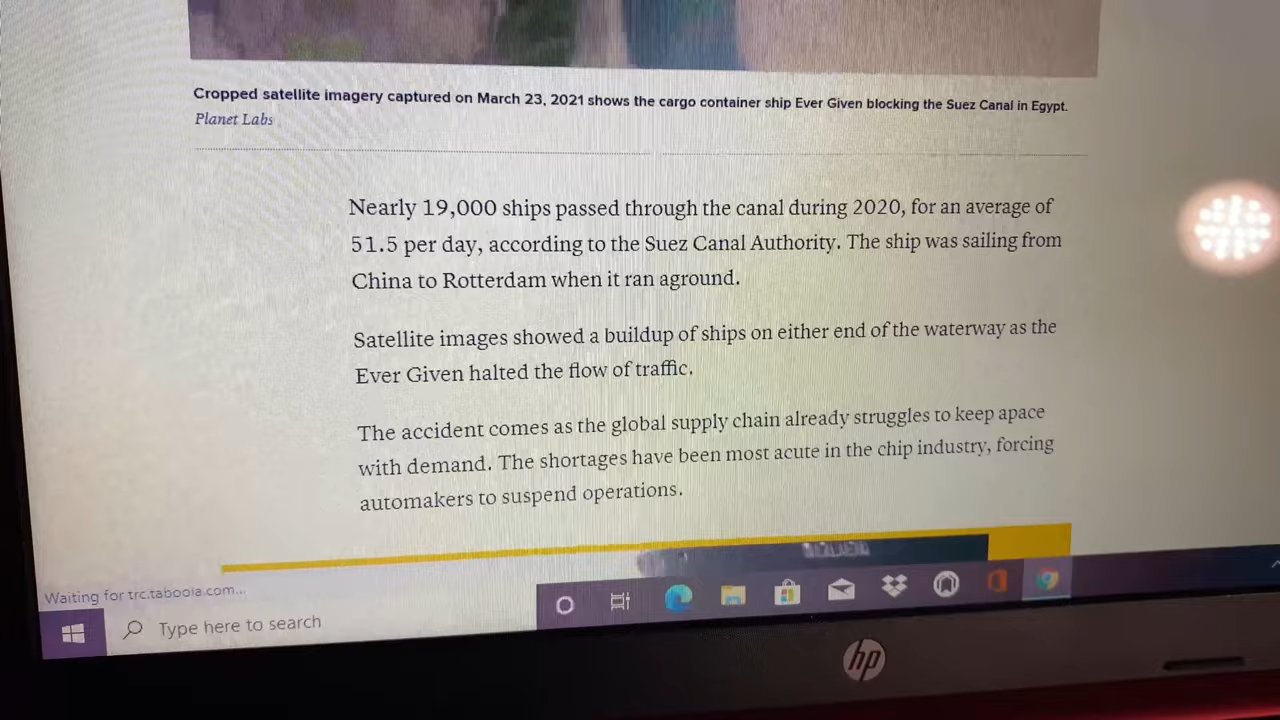 Cropped satellite imagery captured on March 23, 2021 shows the cargo container ship Ever Given blocking the Suez Canal in Egypt.
Planet Labs
Nearly 19,000 ships passed through the canal during 2020, for an average of
51.5 per day, according to the Suez Canal Authority. The ship was sailing from
China to Rotterdam when it ran aground.
Satellite images showed a buildup of ships on either end of the waterway as the
Ever Given halted the flow of traffic.
The accident comes as the global supply chain already struggles to keep apace
with demand. The shortages have been most acute in the chip industry, forcing
automakers to suspend operations.
Waiting for trc.taboola.com...
Type here to search
hp